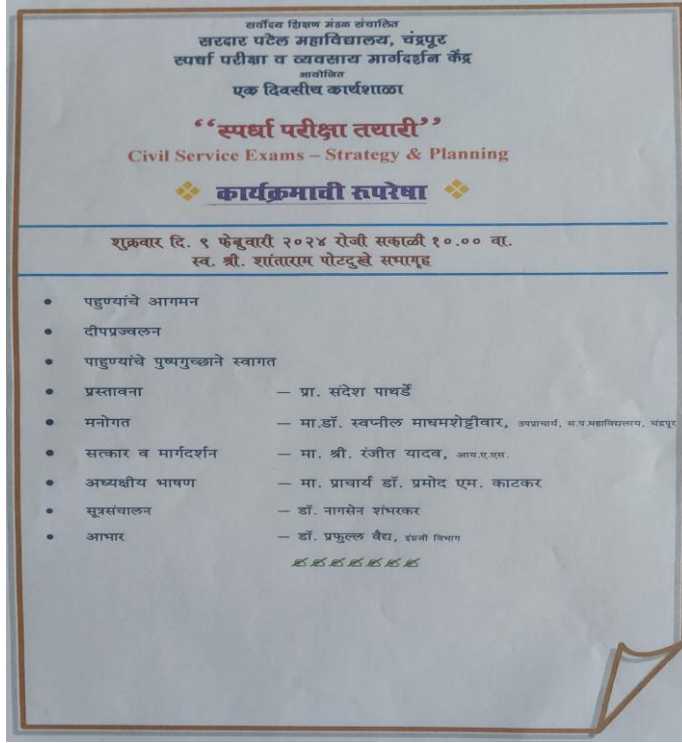 सर्वोदय शिक्षण मंडळ संचालित
सरदार पटेल महाविद्यालय, चंद्रपूर
स्पर्धा परीक्षा व व्यवसाय मार्गदर्शन केंद्र
आयोजित
एक दिवसीय कार्यशाळा
“स्पर्धा परीक्षा तयारी”
Civil Service Exams – Strategy & Planning
कार्यक्रमाची रुपरेषा
शुक्रवार दि. ९ फेब्रुवारी २०२४ रोजी सकाळी १०.०० वा.
स्व. श्री. शांताराम पोटदुखे सभागृह
• पहुण्यांचे आगमन
• दीपप्रज्वलन
• पाहुण्यांचे पुष्पगुच्छाने स्वागत
• प्रस्तावना – प्रा. संदेश पाथर्डे
• मनोगत – मा.डॉ. स्वप्नील माधमशेट्टीवार, उपप्राचार्य, स.प.महाविद्यलाय, चंद्रपूर
• सत्कार व मार्गदर्शन – मा. श्री. रंजीत यादव, आय.ए.एस.
• अध्यक्षीय भाषण – मा. प्राचार्य डॉ. प्रमोद एम. काटकर
• सूत्रसंचालन – डॉ. नागसेन शंभरकर
• आभार – डॉ. प्रफुल्ल वैद्य, इंग्रजी विभाग